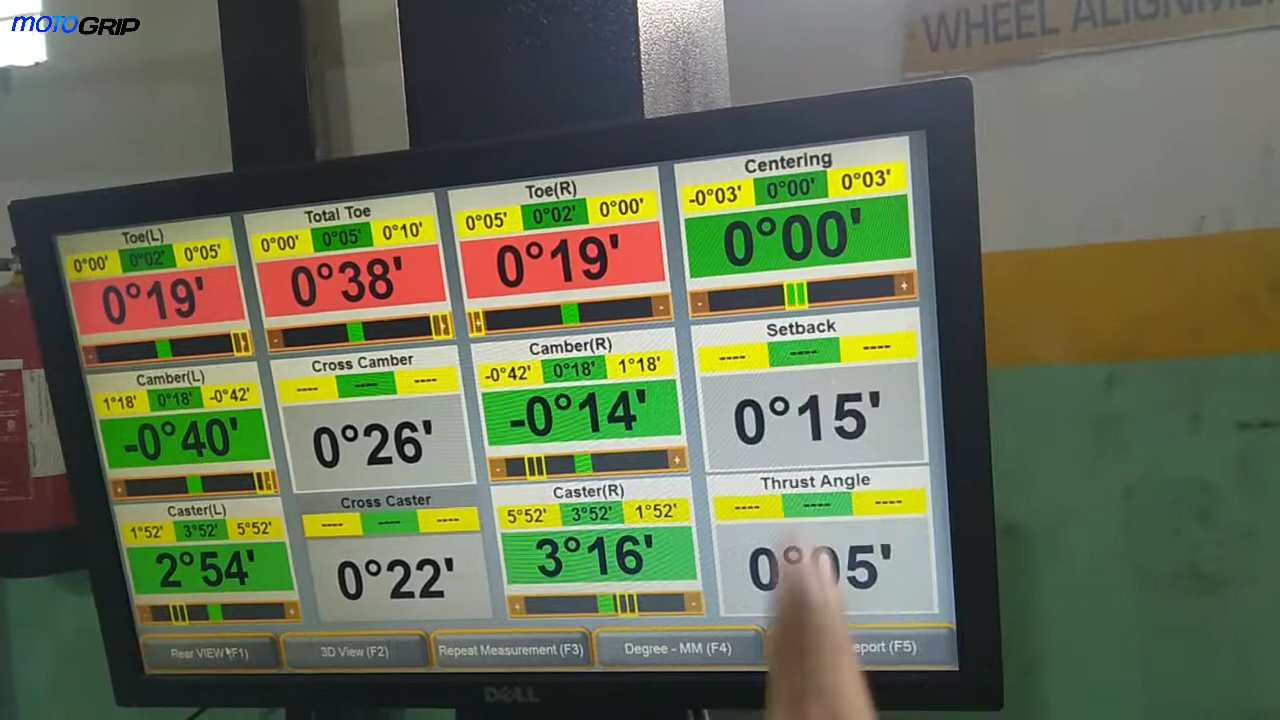 MOTOGRIP
WHEEL ALIGNME
Toe(L)
0°00' 0°02' 0°05'
0°19'
Total Toe
0°00' 0°05' 0°10'
0°38'
Toe(R)
0°05' 0°02' 0°00'
0°19'
Centering
-0°03' 0°00' 0°03'
0°00'
- +
Camber(L)
1°18' 0°18' -0°42'
-0°40'
Cross Camber
---- ---- ----
0°26'
Camber(R)
-0°42' 0°18' 1°18'
-0°14'
- +
Setback
---- ---- ----
0°15'
Caster(L)
1°52' 3°52' 5°52'
2°54'
- +
Cross Caster
---- ---- ----
0°22'
Caster(R)
5°52' 3°52' 1°52'
3°16'
+ -
Thrust Angle
---- ---- ----
0°05'
Rear VIEW (F1)
3D View (F2)
Repeat Measurement (F3)
Degree - MM (F4)
eport (F5)
DELL